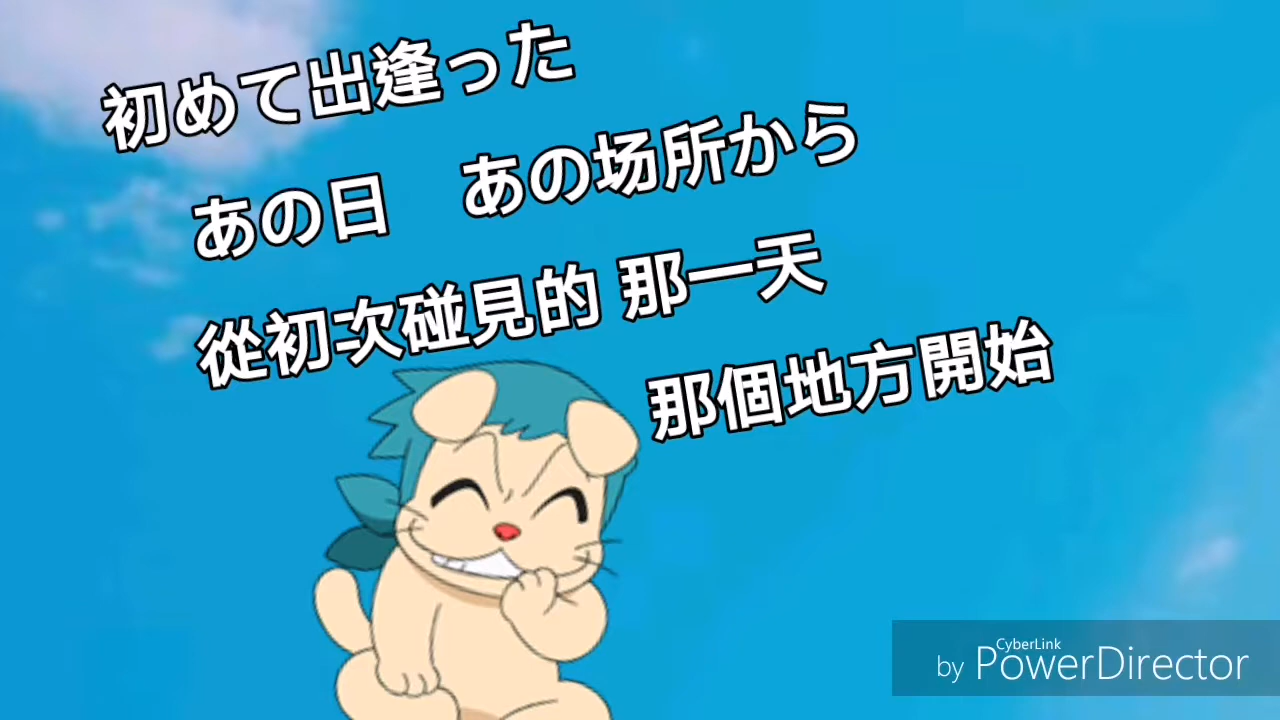 初めて出逢った
あの日　あの场所から
從初次碰見的 那一天
那個地方開始
CyberLink
by PowerDirector